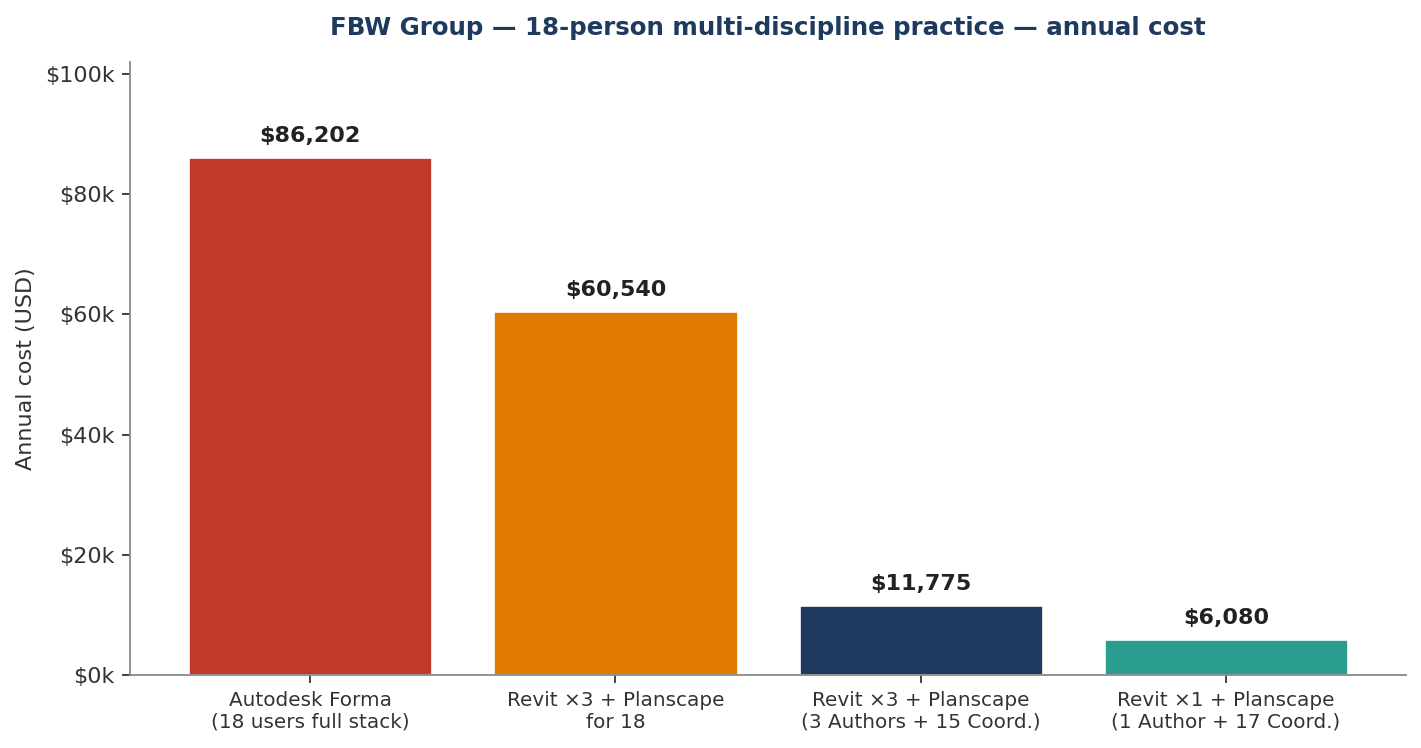 FBW Group — 18-person multi-discipline practice — annual cost
Annual cost (USD)
$100k
$80k
$60k
$40k
$20k
$0k
$86,202
$60,540
$11,775
$6,080
Autodesk Forma
(18 users full stack)
Revit ×3 + Planscape
for 18
Revit ×3 + Planscape
(3 Authors + 15 Coord.)
Revit ×1 + Planscape
(1 Author + 17 Coord.)